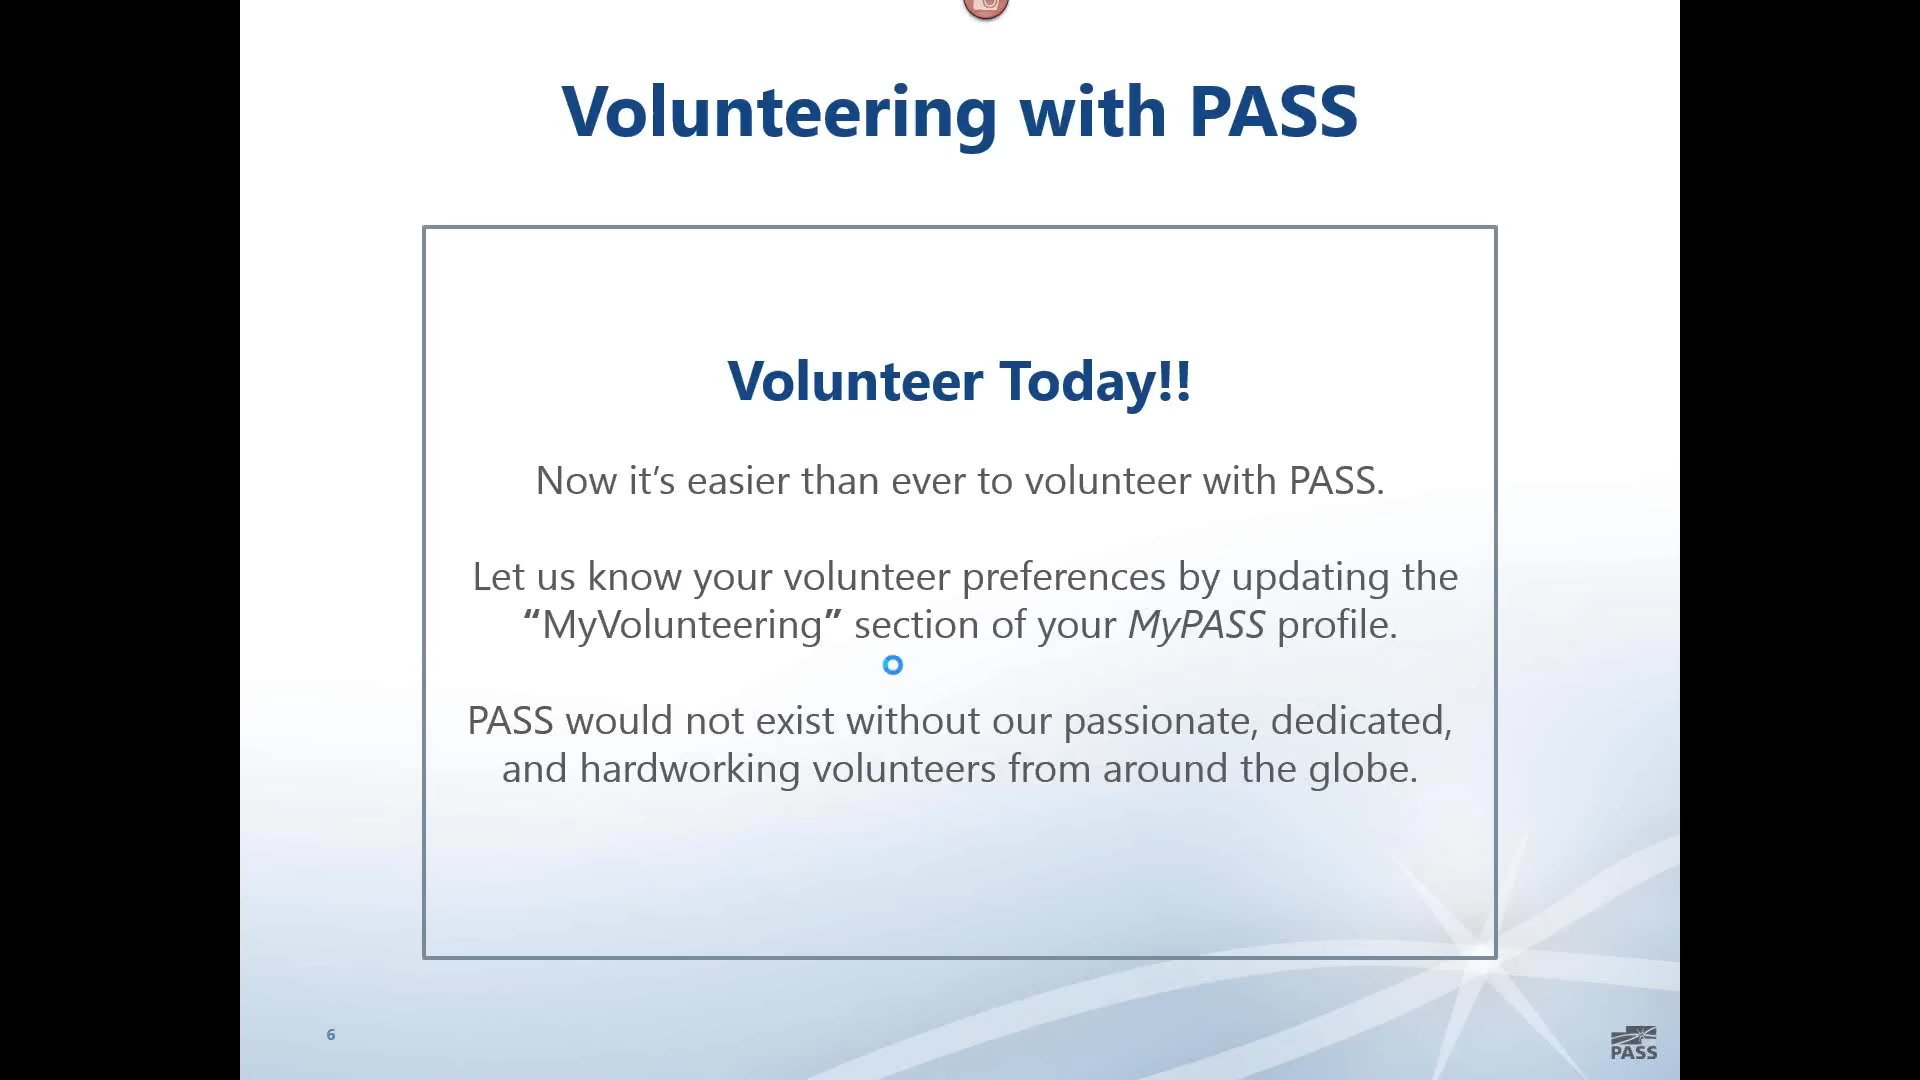 Volunteering with PASS
Volunteer Today!!
Now it’s easier than ever to volunteer with PASS.
Let us know your volunteer preferences by updating the
“MyVolunteering” section of your MyPASS profile.
PASS would not exist without our passionate, dedicated,
and hardworking volunteers from around the globe.
6
PASS